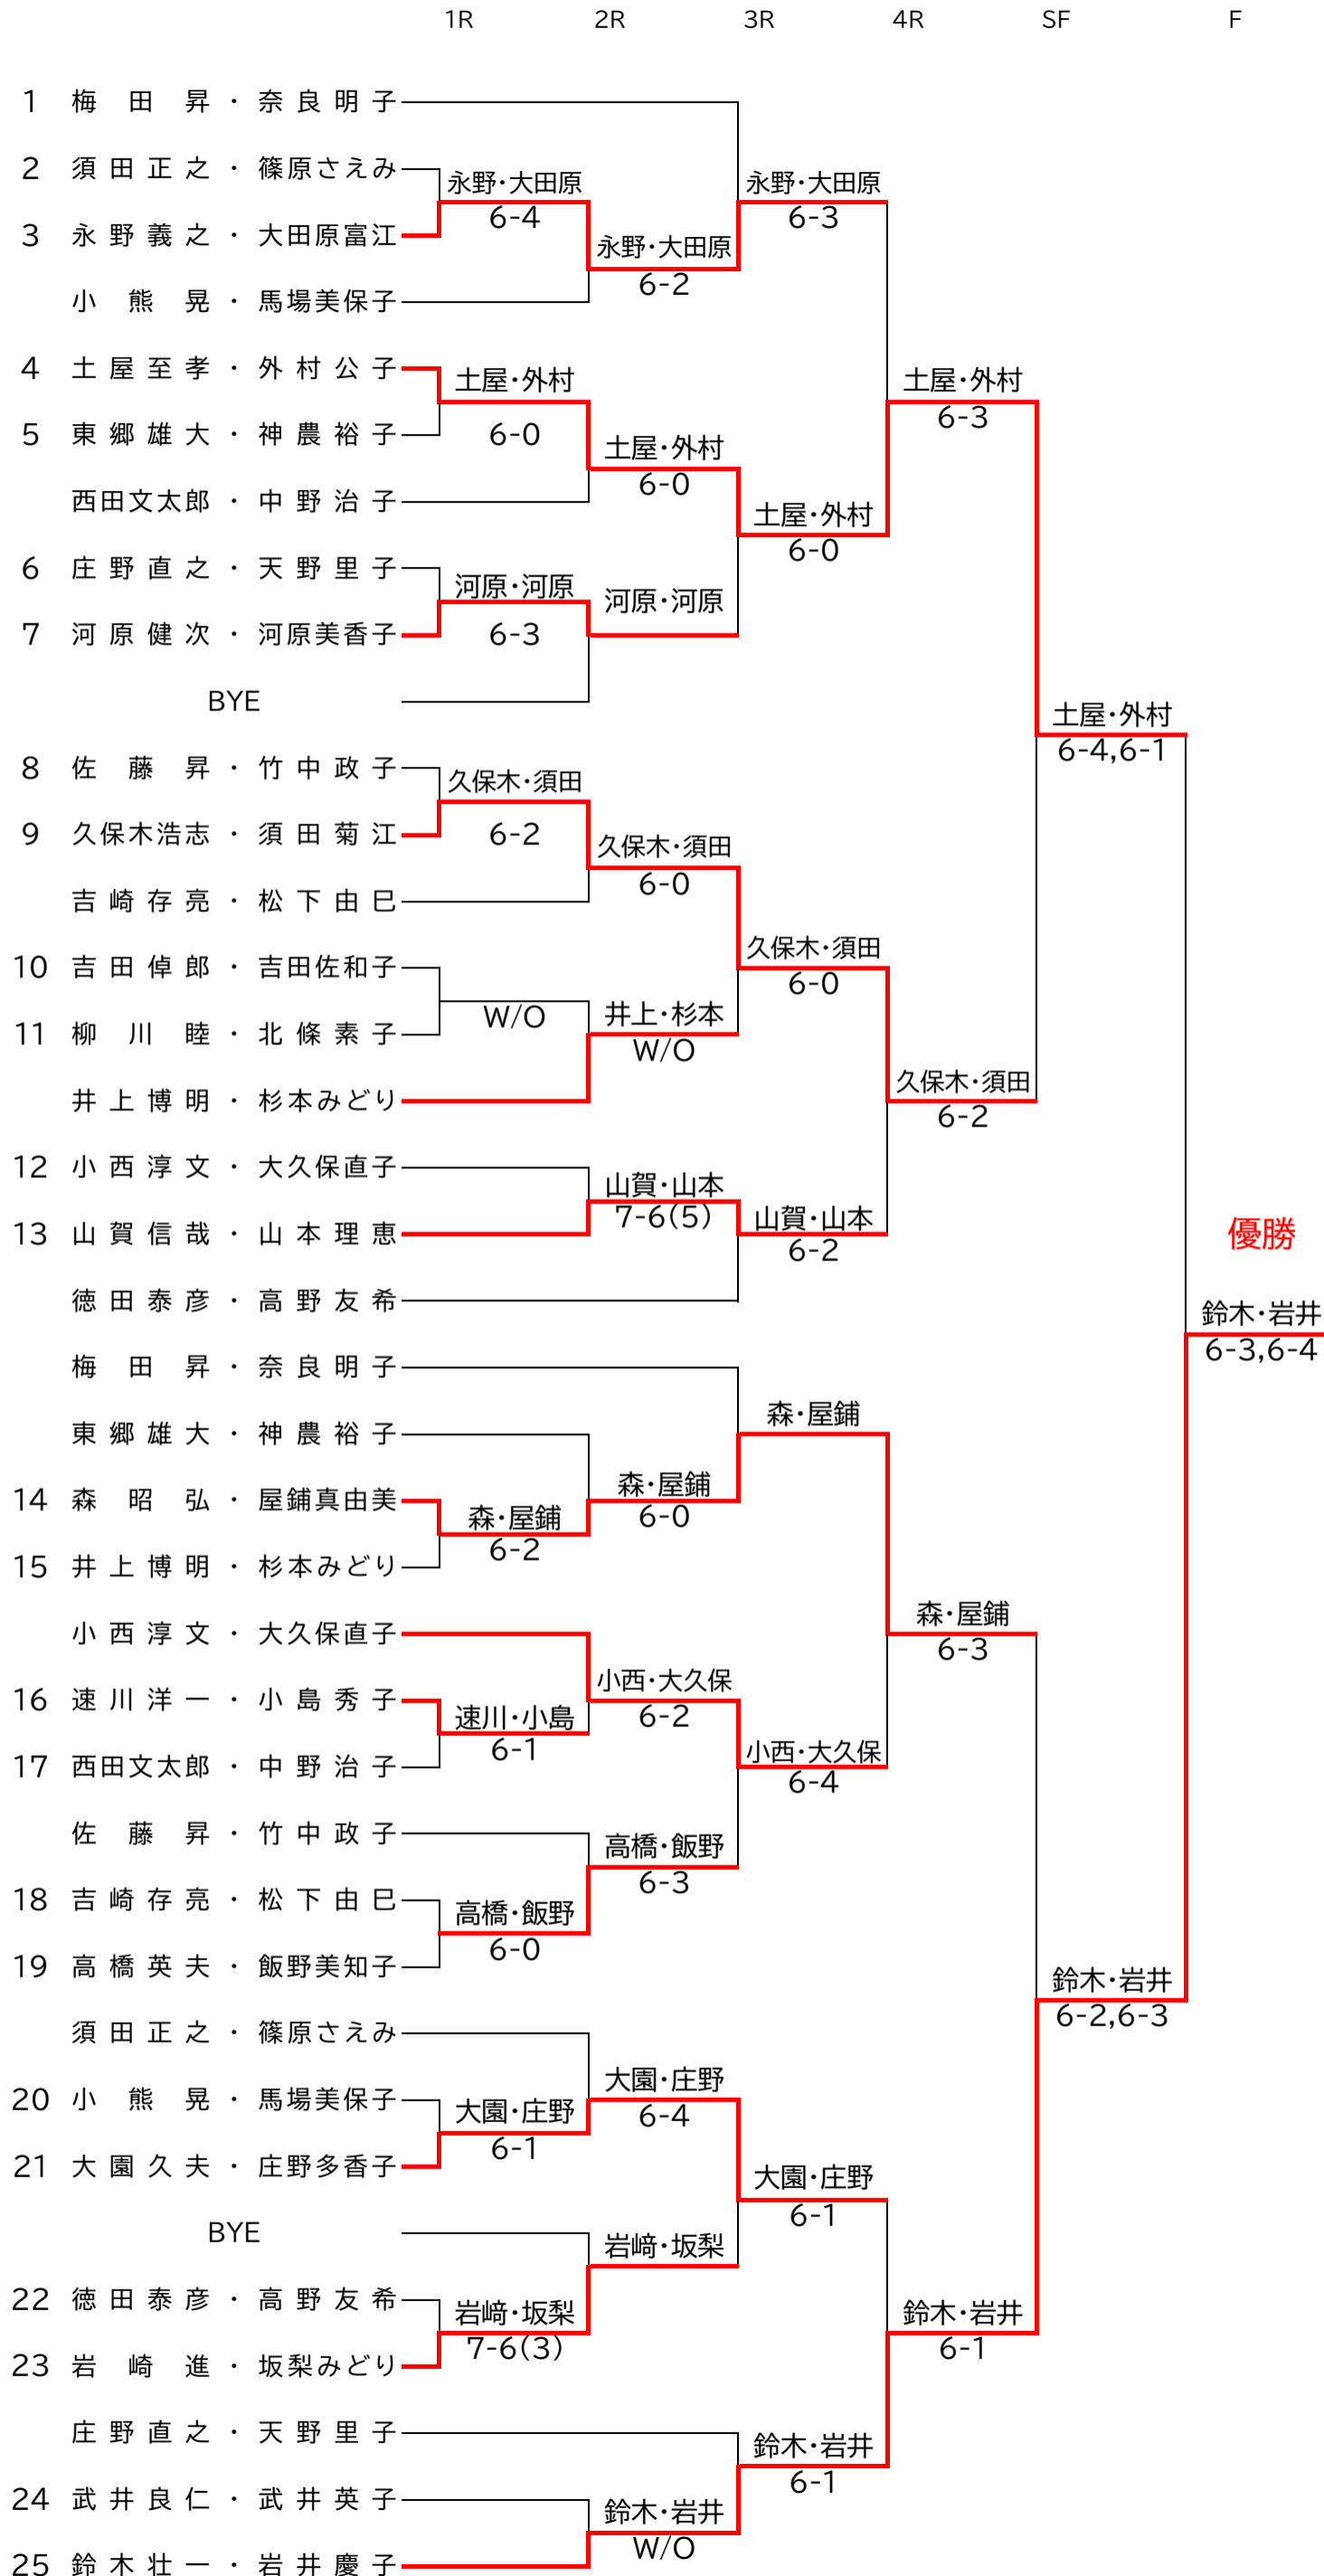 1R 2R 3R 4R SF F
1 梅田昇・奈良明子
2 須田正之・篠原さえみ
永野・大田原 永野・大田原
6-4 6-3
3 永野義之・大田原富江
永野・大田原
6-2
小熊晃・馬場美保子
4 土屋至孝・外村公子
土屋・外村 土屋・外村
6-3
5 東郷雄大・神農裕子 6-0
土屋・外村
6-0
西田文太郎・中野治子
土屋・外村
6-0
6 庄野直之・天野里子
河原・河原 河原・河原
7 河原健次・河原美香子 6-3
BYE
土屋・外村
6-4,6-1
8 佐藤昇・竹中政子
久保木・須田
9 久保木浩志・須田菊江 6-2
久保木・須田
6-0
吉崎存亮・松下由巳
久保木・須田
10 吉田倬郎・吉田佐和子
6-0
W/O 井上・杉本
11 柳川睦・北條素子
W/O
久保木・須田
井上博明・杉本みどり
6-2
12 小西淳文・大久保直子
山賀・山本
7-6(5) 山賀・山本
13 山賀信哉・山本理恵 優勝
6-2
徳田泰彦・高野友希
鈴木・岩井
6-3,6-4
梅田昇・奈良明子
森・屋鋪
東郷雄大・神農裕子
森・屋鋪
14 森昭弘・屋鋪真由美
森・屋鋪 6-0
6-2
15 井上博明・杉本みどり
森・屋鋪
小西淳文・大久保直子
6-3
小西・大久保
16 速川洋一・小島秀子
速川・小島 6-2
6-1
小西・大久保
17 西田文太郎・中野治子
6-4
佐藤昇・竹中政子
高橋・飯野
6-3
18 吉崎存亮・松下由巳
高橋・飯野
6-0
19 高橋英夫・飯野美知子
鈴木・岩井
6-2,6-3
須田正之・篠原さえみ
大園・庄野
20 小熊晃・馬場美保子
大園・庄野 6-4
6-1
21 大園久夫・庄野多香子
大園・庄野
6-1
BYE
岩﨑・坂梨
22 徳田泰彦・高野友希
岩﨑・坂梨 鈴木・岩井
7-6(3) 6-1
23 岩崎進・坂梨みどり
庄野直之・天野里子
鈴木・岩井
6-1
24 武井良仁・武井英子
鈴木・岩井
W/O
25 鈴木壮一・岩井慶子